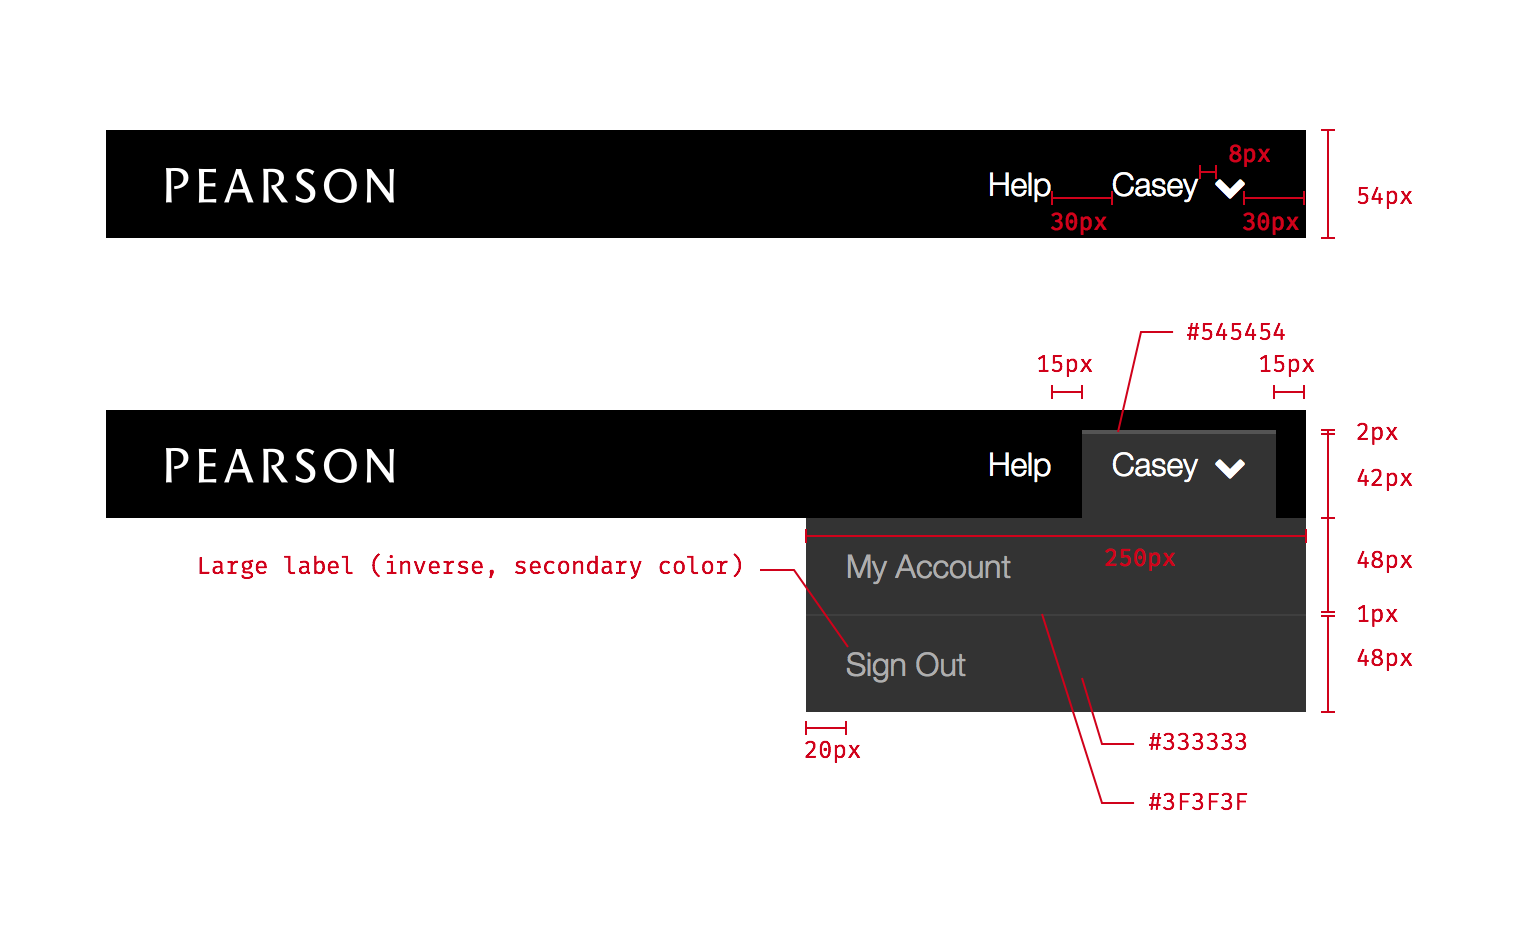 PEARSON
Help
Casey
8px
30px
30px
54px
#545454
15px
15px
PEARSON
Help
Casey
2px
42px
Large label (inverse, secondary color)
My Account
250px
48px
1px
Sign Out
48px
20px
#333333
#3F3F3F